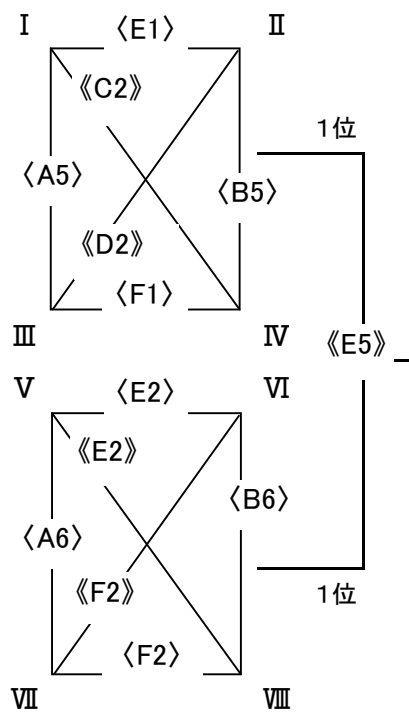 Ⅰ 〈E1〉 Ⅱ
《C2》
1位
〈A5〉 〈B5〉
《D2》
〈F1〉
Ⅲ Ⅳ 《E5》
Ⅴ 〈E2〉 Ⅵ
《E2》
〈B6〉
〈A6〉
《F2》 1位
〈F2〉
Ⅶ Ⅷ